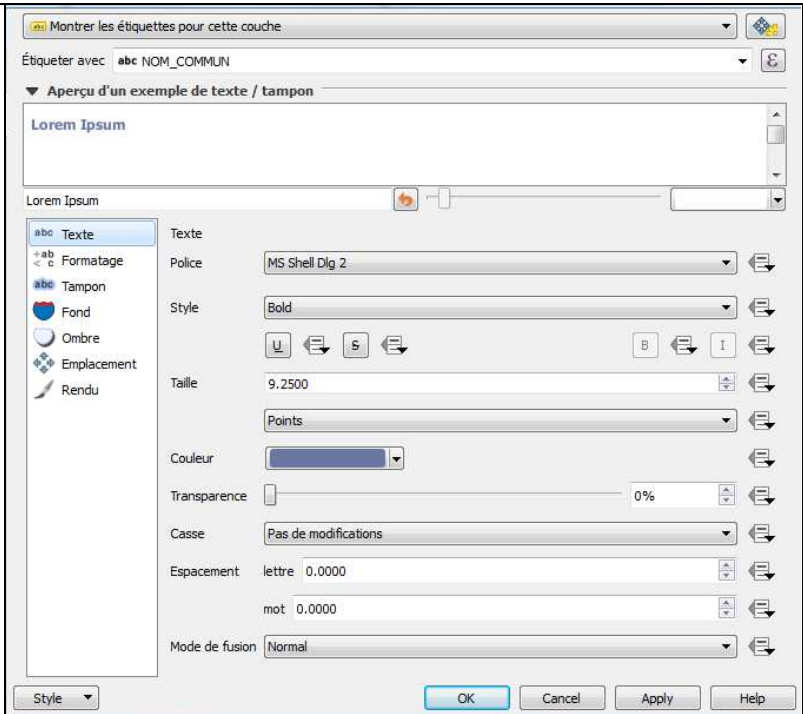 Montrer les étiquettes pour cette couche
Étiqueter avec abc NOM_COMMUN ε
Aperçu d'un exemple de texte / tampon
Lorem Ipsum
Lorem Ipsum
abc Texte
+ab < c Formatage
abc Tampon
Fond
Ombre
Emplacement
Rendu
Texte
Police MS Shell Dlg 2
Style Bold
U S B I
Taille 9.2500
Points
Couleur
Transparence 0%
Casse Pas de modifications
Espacement lettre 0.0000
mot 0.0000
Mode de fusion Normal
Style OK Cancel Apply Help